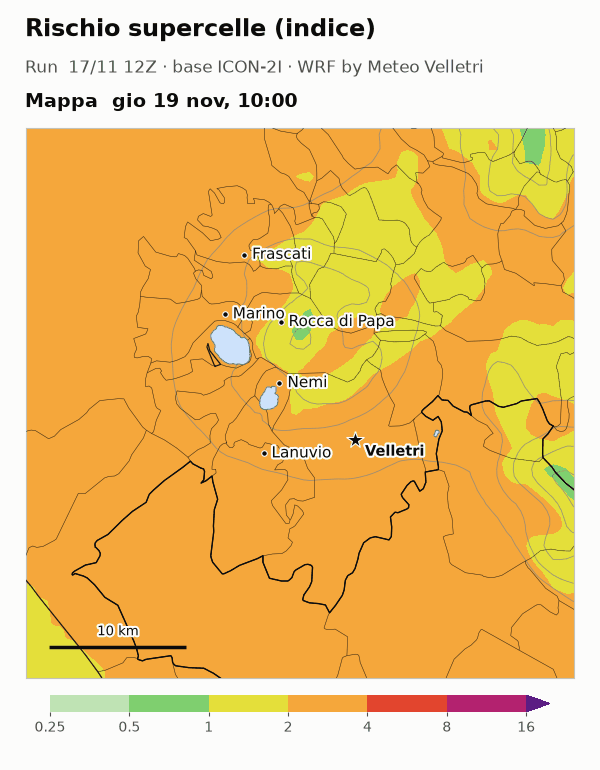 Rischio supercelle (indice)
Run  17/11 12Z · base ICON-2I · WRF by Meteo Velletri
Mappa  gio 19 nov, 10:00
Frascati
Marino
Rocca di Papa
Nemi
Velletri
Lanuvio
10 km
0.25 0.5 1 2 4 8 16